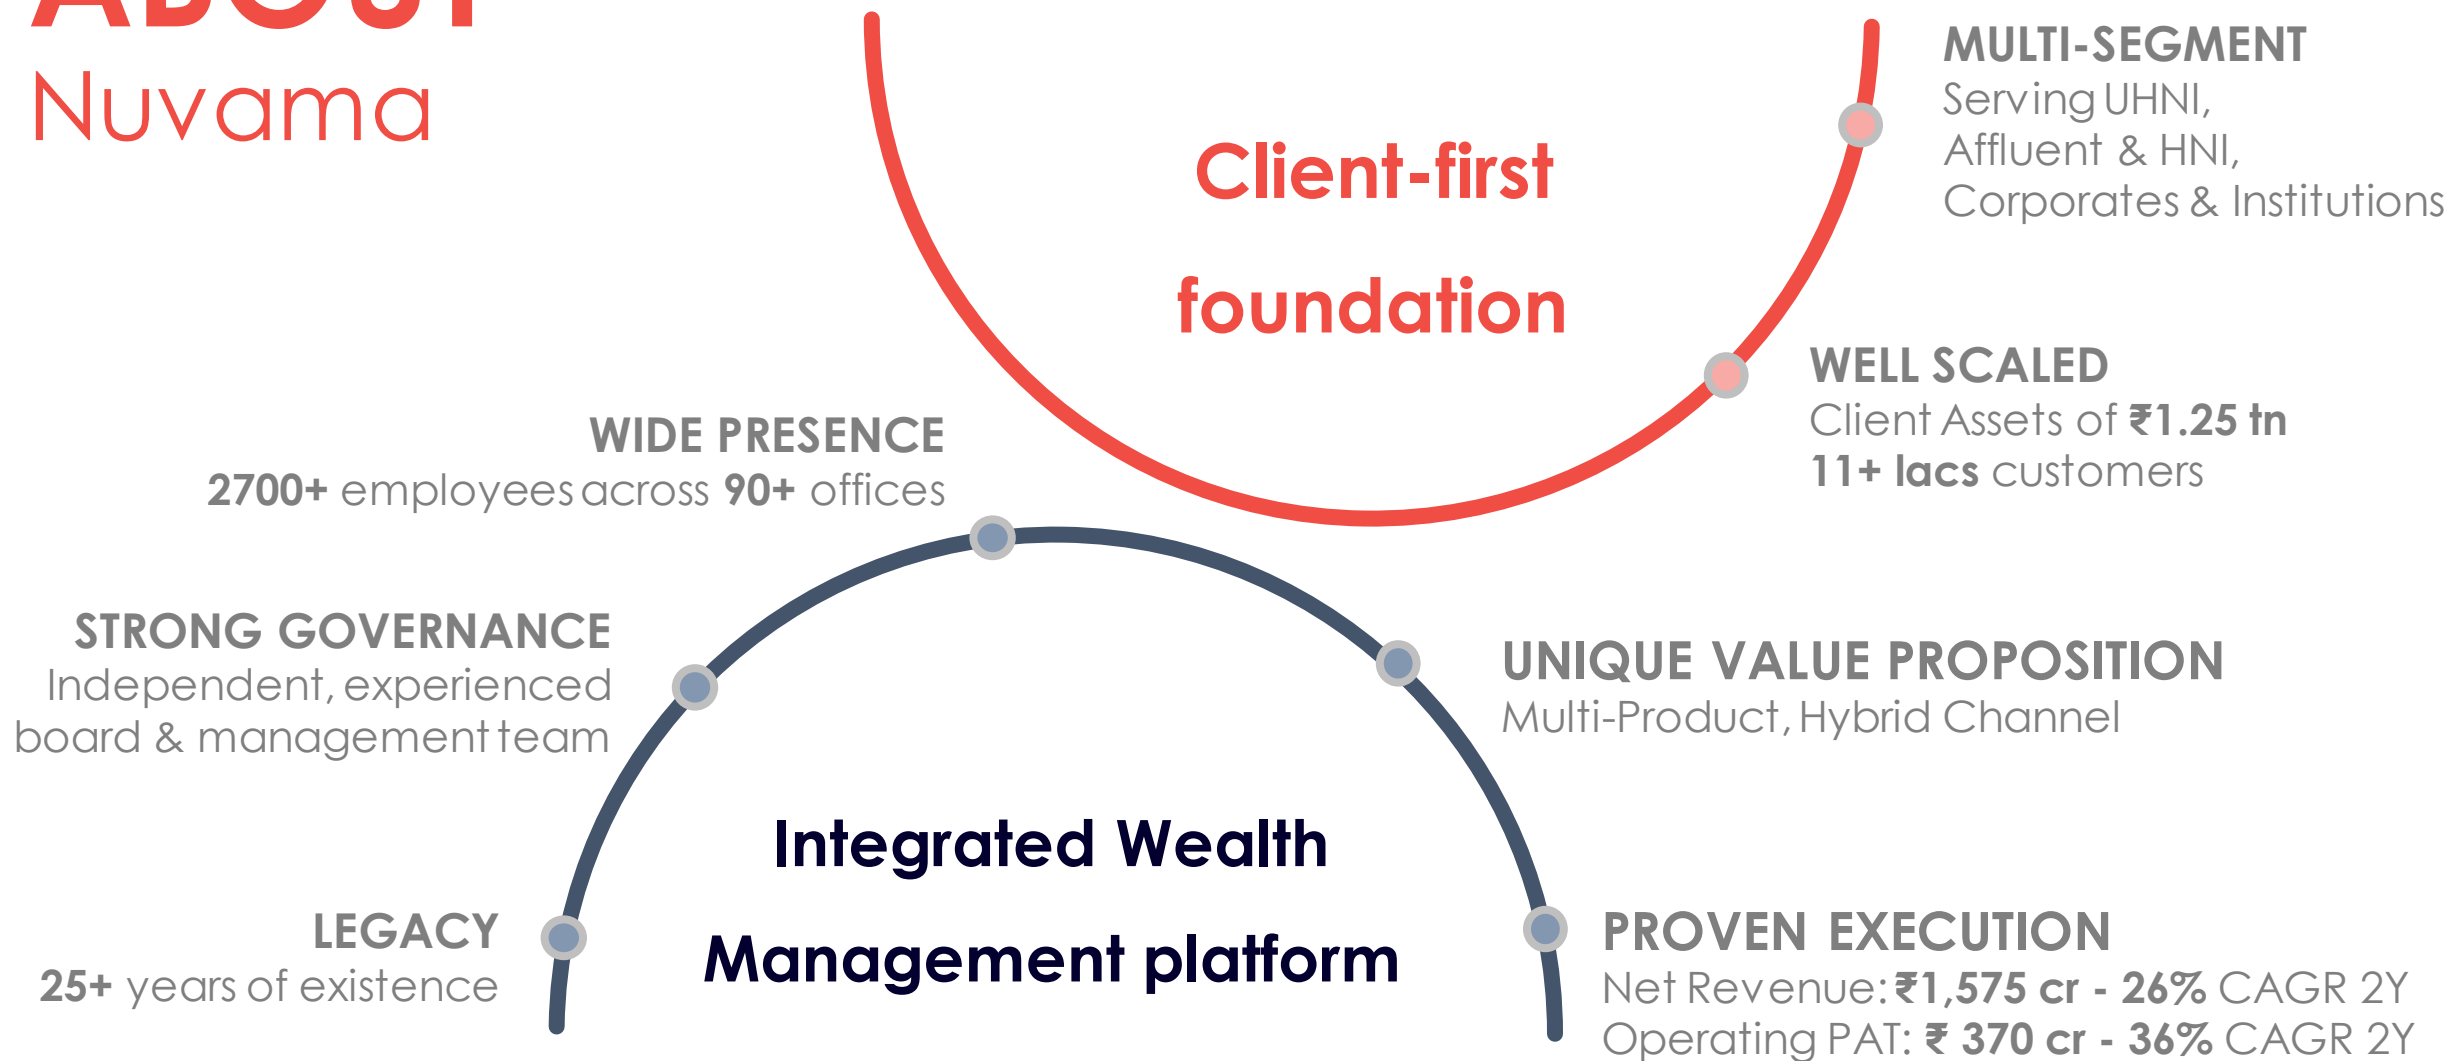 ABOUT
Nuvama
Client-first
foundation
MULTI-SEGMENT
Serving UHNI,
Affluent & HNI,
Corporates & Institutions
WELL SCALED
Client Assets of ₹1.25 tn
11+ lacs customers
WIDE PRESENCE
2700+ employees across 90+ offices
STRONG GOVERNANCE
Independent, experienced
board & management team
LEGACY
25+ years of existence
Integrated Wealth
Management platform
UNIQUE VALUE PROPOSITION
Multi-Product, Hybrid Channel
PROVEN EXECUTION
Net Revenue: ₹1,575 cr - 26% CAGR 2Y
Operating PAT: ₹ 370 cr - 36% CAGR 2Y